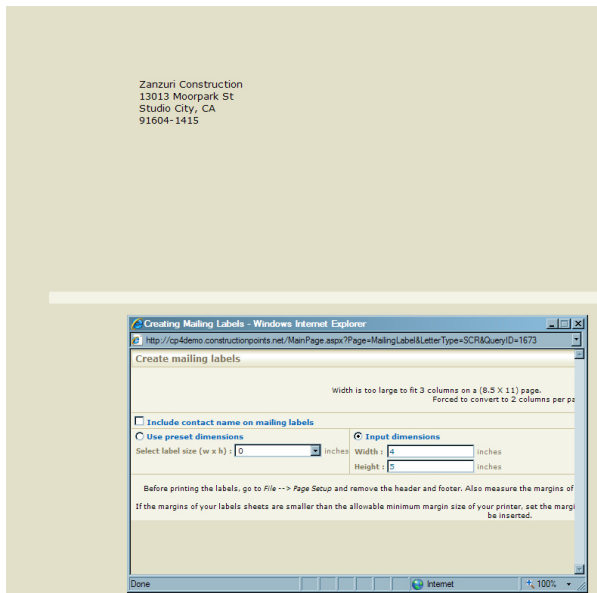 Zanzuri Construction
13013 Moorpark St
Studio City, CA
91604-1415
Creating Mailing Labels - Windows Internet Explorer
http://cp4demo.constructionpoints.net/MainPage.aspx?Page=MailingLabel&LetterType=SCR&QueryID=1673
Create mailing labels
Width is too large to fit 3 columns on a (8.5 X 11) page.
Forced to convert to 2 columns per pa
Include contact name on mailing labels
Use preset dimensions Input dimensions
Select label size (w x h) : 0 inches Width : 4 inches
Height : 5 inches
Before printing the labels, go to File --> Page Setup and remove the header and footer. Also measure the margins of
If the margins of your labels sheets are smaller than the allowable minimum margin size of your printer, set the margi
be inserted.
Done Internet 100%